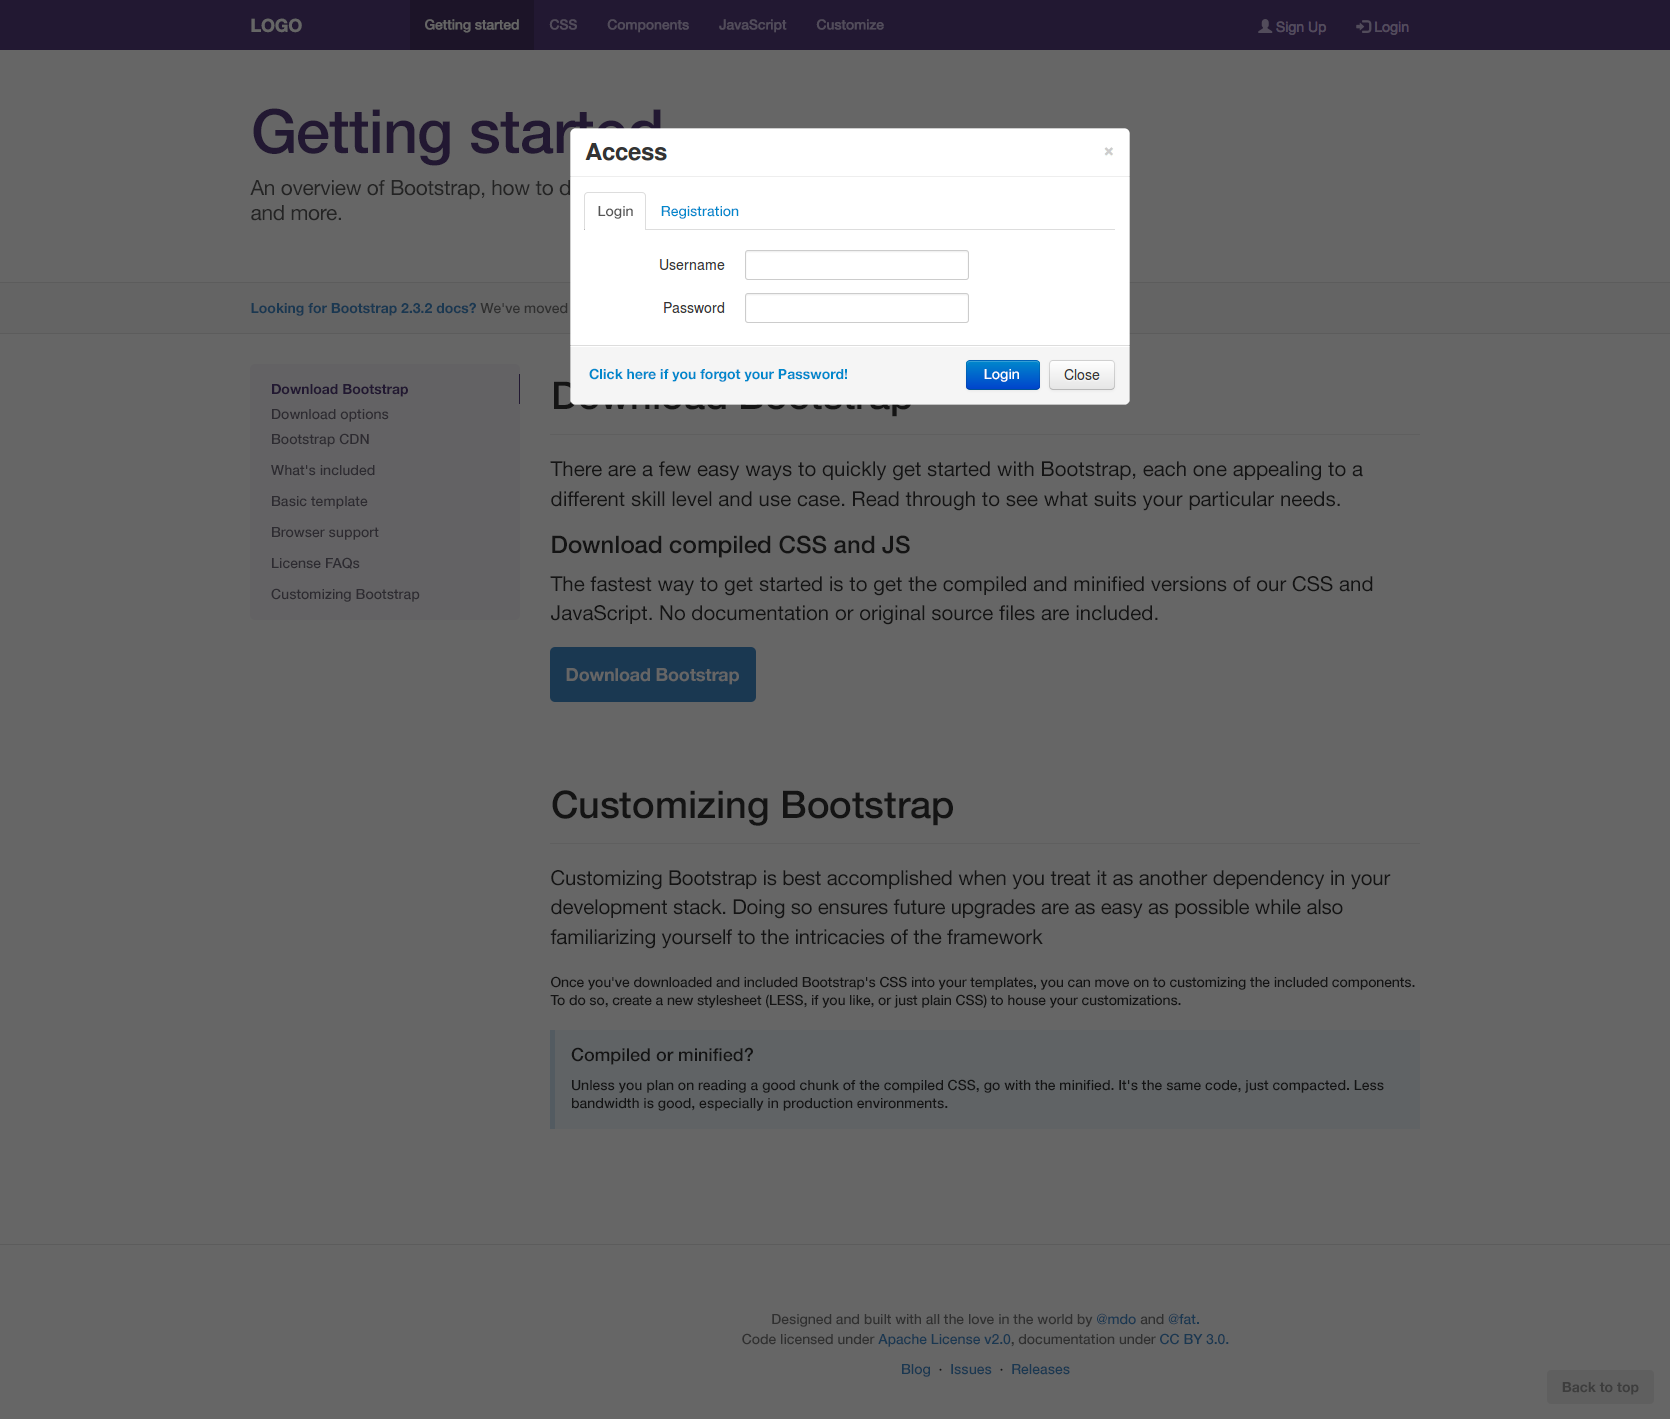 LOGO
Getting started
CSS
Components
JavaScript
Customize
Sign Up
Login
Getting started
An overview of Bootstrap, how to d
and more.
Access
×
Login
Registration
Username
Password
Click here if you forgot your Password!
Login
Close
Looking for Bootstrap 2.3.2 docs? We've moved
Download Bootstrap
Download options
Bootstrap CDN
What's included
Basic template
Browser support
License FAQs
Customizing Bootstrap
Download Bootstrap
There are a few easy ways to quickly get started with Bootstrap, each one appealing to a
different skill level and use case. Read through to see what suits your particular needs.
Download compiled CSS and JS
The fastest way to get started is to get the compiled and minified versions of our CSS and
JavaScript. No documentation or original source files are included.
Download Bootstrap
Customizing Bootstrap
Customizing Bootstrap is best accomplished when you treat it as another dependency in your
development stack. Doing so ensures future upgrades are as easy as possible while also
familiarizing yourself to the intricacies of the framework
Once you've downloaded and included Bootstrap's CSS into your templates, you can move on to customizing the included components.
To do so, create a new stylesheet (LESS, if you like, or just plain CSS) to house your customizations.
Compiled or minified?
Unless you plan on reading a good chunk of the compiled CSS, go with the minified. It's the same code, just compacted. Less
bandwidth is good, especially in production environments.
Designed and built with all the love in the world by @mdo and @fat.
Code licensed under Apache License v2.0, documentation under CC BY 3.0.
Blog · Issues · Releases
Back to top